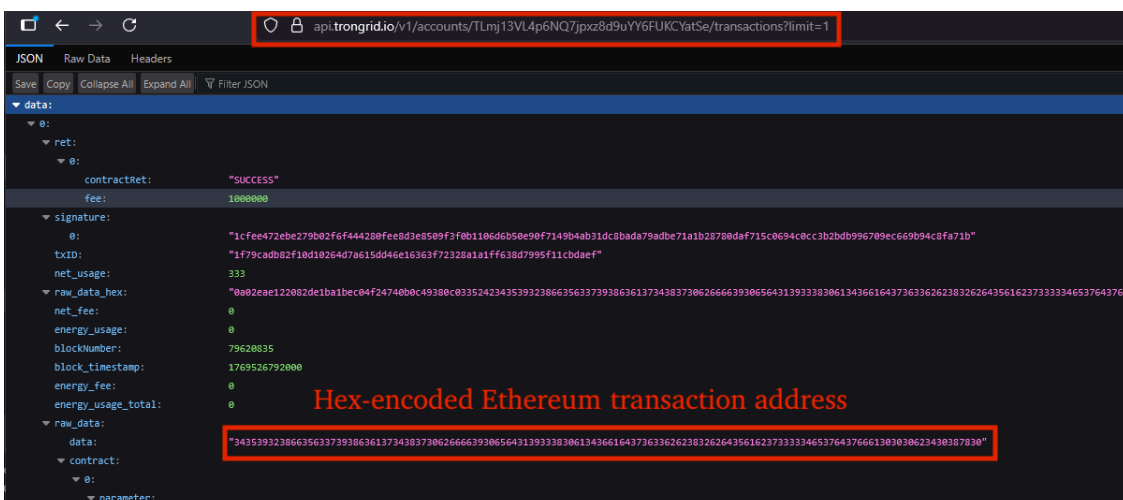 api.trongrid.io/v1/accounts/TLmj13VL4p6NQ7jpxz8d9uYY6FUKCYatSe/transactions?limit=1
JSON Raw Data Headers
Save Copy Collapse All Expand All Filter JSON
data:
0:
ret:
0:
contractRet: "SUCCESS"
fee: 1000000
signature:
0: "1cfee472ebe279b02f6f444280fee8d3e8509f3f0b1106d6b50e90f7149b4ab31dc8bada79adbe71a1b28780daf715c0694c0cc3b2bdb996709ec669b94c8fa71b"
txID: "1f79cadb82f10d10264d7a615dd46e16363f72328a1a1ff638d7995f11cbdaef"
net_usage: 333
raw_data_hex:
net_fee: 0
energy_usage: 0
blockNumber: 79620835
block_timestamp: 1769526792000
energy_fee: 0
Hex-encoded Ethereum transaction address
energy_usage_total: 0
raw_data:
data: "3078343539323866356337393863613734383730626666393065643139333830613436616437363362623832626435616237333334653764376661303030623430387830"
contract:
0:
parameter: